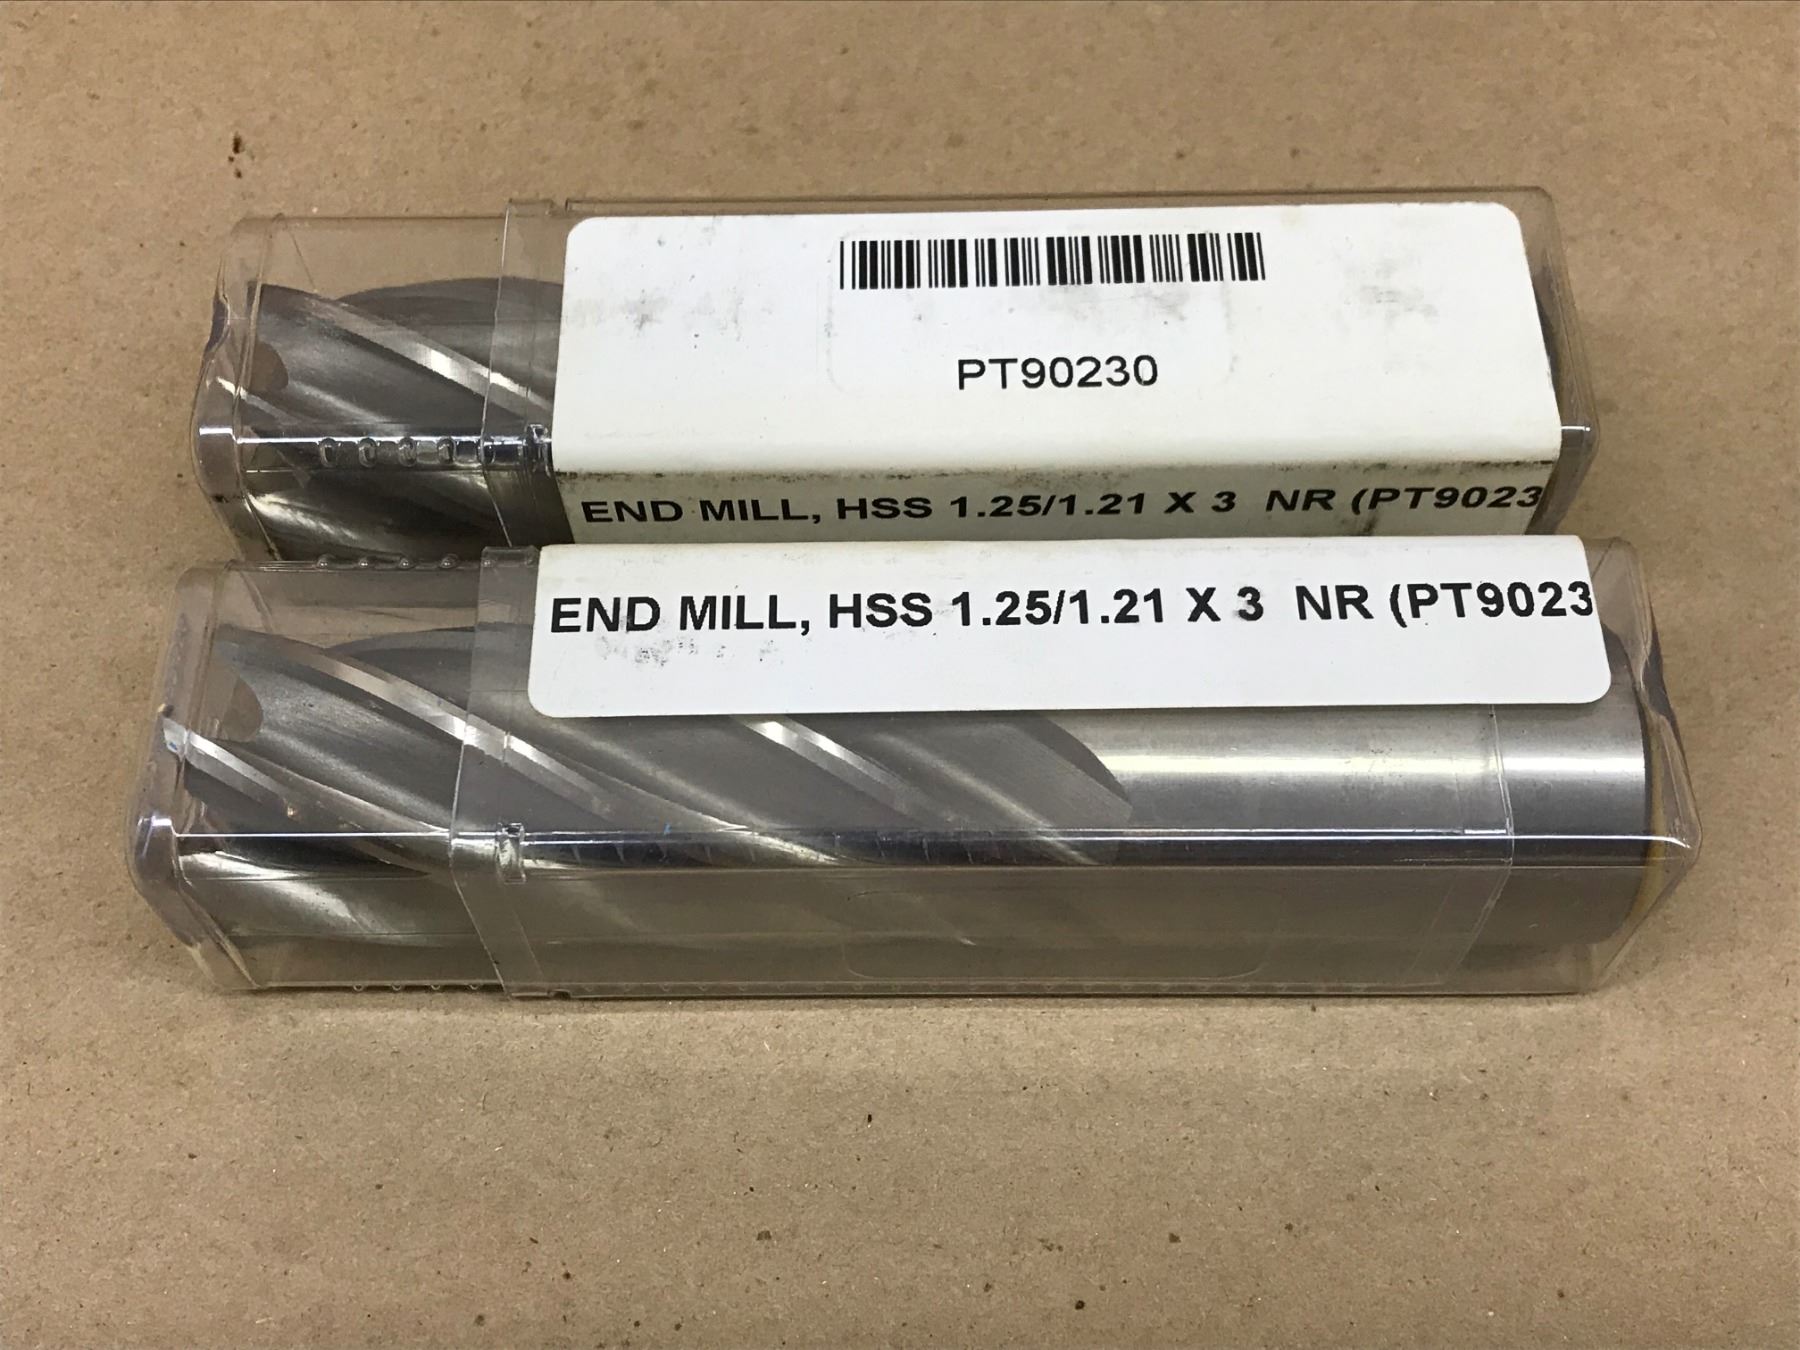 PT90230
END MILL, HSS 1.25/1.21 X 3 NR (PT9023
END MILL, HSS 1.25/1.21 X 3 NR (PT9023